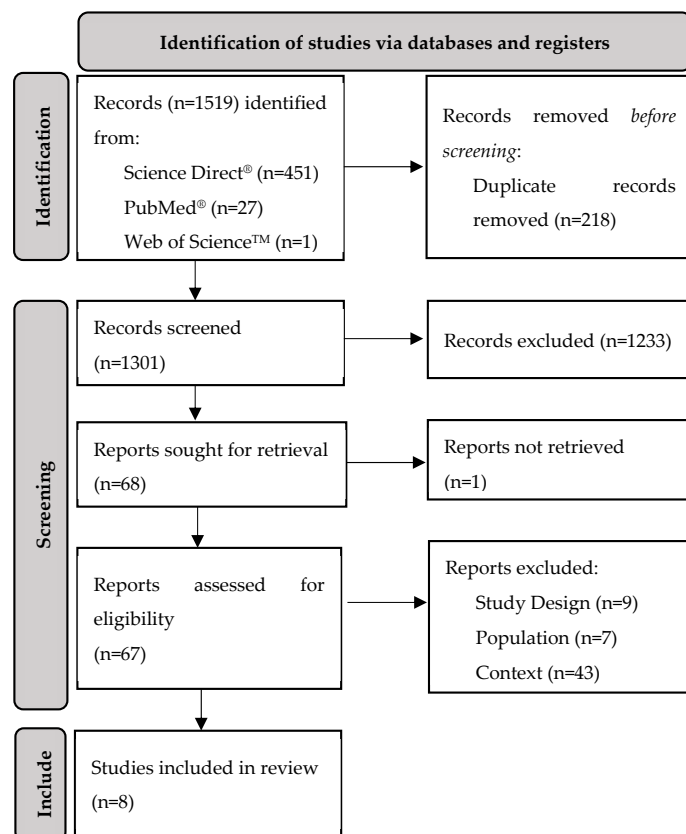 Identification of studies via databases and registers
Identification
Records (n=1519) identified
from:
Science Direct® (n=451)
PubMed® (n=27)
Web of Science™ (n=1)
Records removed before
screening:
Duplicate records
removed (n=218)
Screening
Records screened
(n=1301)
Records excluded (n=1233)
Reports sought for retrieval
(n=68)
Reports not retrieved
(n=1)
Reports assessed for
eligibility
(n=67)
Reports excluded:
Study Design (n=9)
Population (n=7)
Context (n=43)
Include
Studies included in review
(n=8)